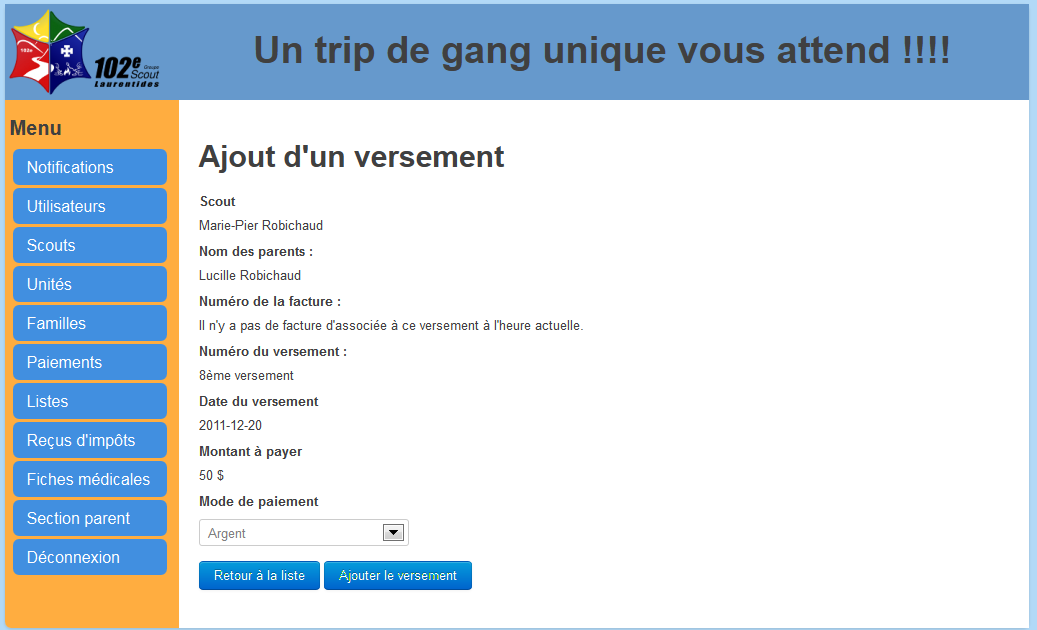 102e
102e Groupe
Scout
Laurentides
Un trip de gang unique vous attend !!!!
Menu
Notifications
Utilisateurs
Scouts
Unités
Familles
Paiements
Listes
Reçus d'impôts
Fiches médicales
Section parent
Déconnexion
Ajout d'un versement
Scout
Marie-Pier Robichaud
Nom des parents :
Lucille Robichaud
Numéro de la facture :
Il n'y a pas de facture d'associée à ce versement à l'heure actuelle.
Numéro du versement :
8ème versement
Date du versement
2011-12-20
Montant à payer
50 $
Mode de paiement
Argent
Retour à la liste Ajouter le versement